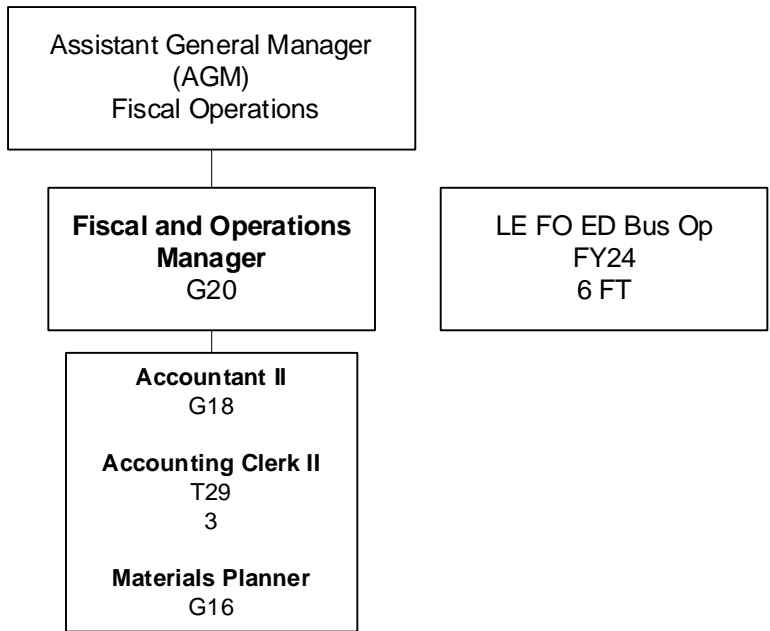 Assistant General Manager
(AGM)
Fiscal Operations
Fiscal and Operations
Manager
G20
LE FO ED Bus Op
FY24
6 FT
Accountant II
G18
Accounting Clerk II
T29
3
Materials Planner
G16